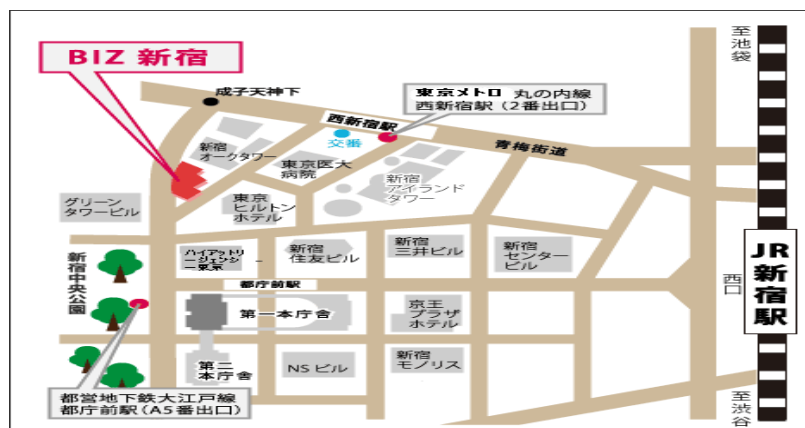 至池袋
BIZ 新宿
成子天神下
東京メトロ 丸の内線
西新宿駅（2番出口）
西新宿駅
交番
青梅街道
新宿
オークタワー
東京医大
病院
新宿
アイランド
タワー
グリーン
タワービル
東京
ヒルトン
ホテル
ハイアットリ
ージェンシ
ー東京
新宿
住友ビル
新宿
三井ビル
新宿
センター
ビル
新宿中央公園
都庁前駅
西口
JR新宿駅
第一本庁舎
京王
プラザ
ホテル
第二
本庁舎
NSビル
新宿
モノリス
都営地下鉄大江戸線
都庁前駅（A5番出口）
至渋谷